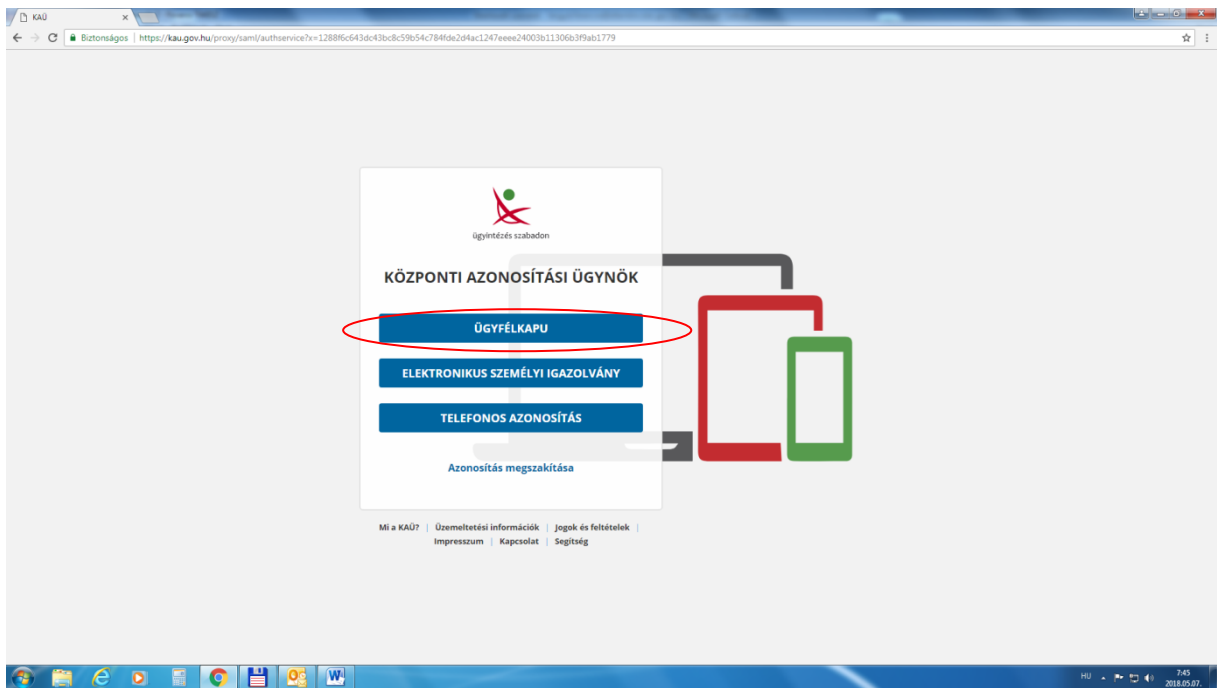 KAÜ
Biztonságos | https://kau.gov.hu/proxy/saml/authservice?x=1288f6c643dc43bc8c59b54c784fde2d4ac1247eeee24003b11306b3f9ab1779
ügyintézés szabadon
KÖZPONTI AZONOSÍTÁSI ÜGYNÖK
ÜGYFÉLKAPU
ELEKTRONIKUS SZEMÉLYI IGAZOLVÁNY
TELEFONOS AZONOSÍTÁS
Azonosítás megszakítása
Mi a KAÜ? | Üzemeltetési információk | Jogok és feltételek |
Impresszum | Kapcsolat | Segítség
HU
7:45
2018.05.07.